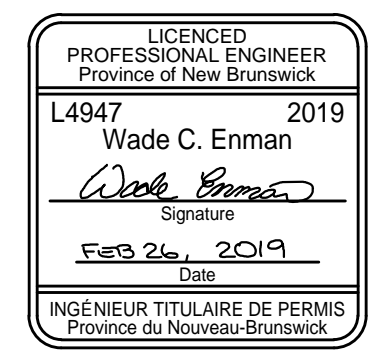 LICENCED
PROFESSIONAL ENGINEER
Province of New Brunswick
L4947 2019
Wade C. Enman
Wade Enman
Signature
FEB 26, 2019
Date
INGÉNIEUR TITULAIRE DE PERMIS
Province du Nouveau-Brunswick